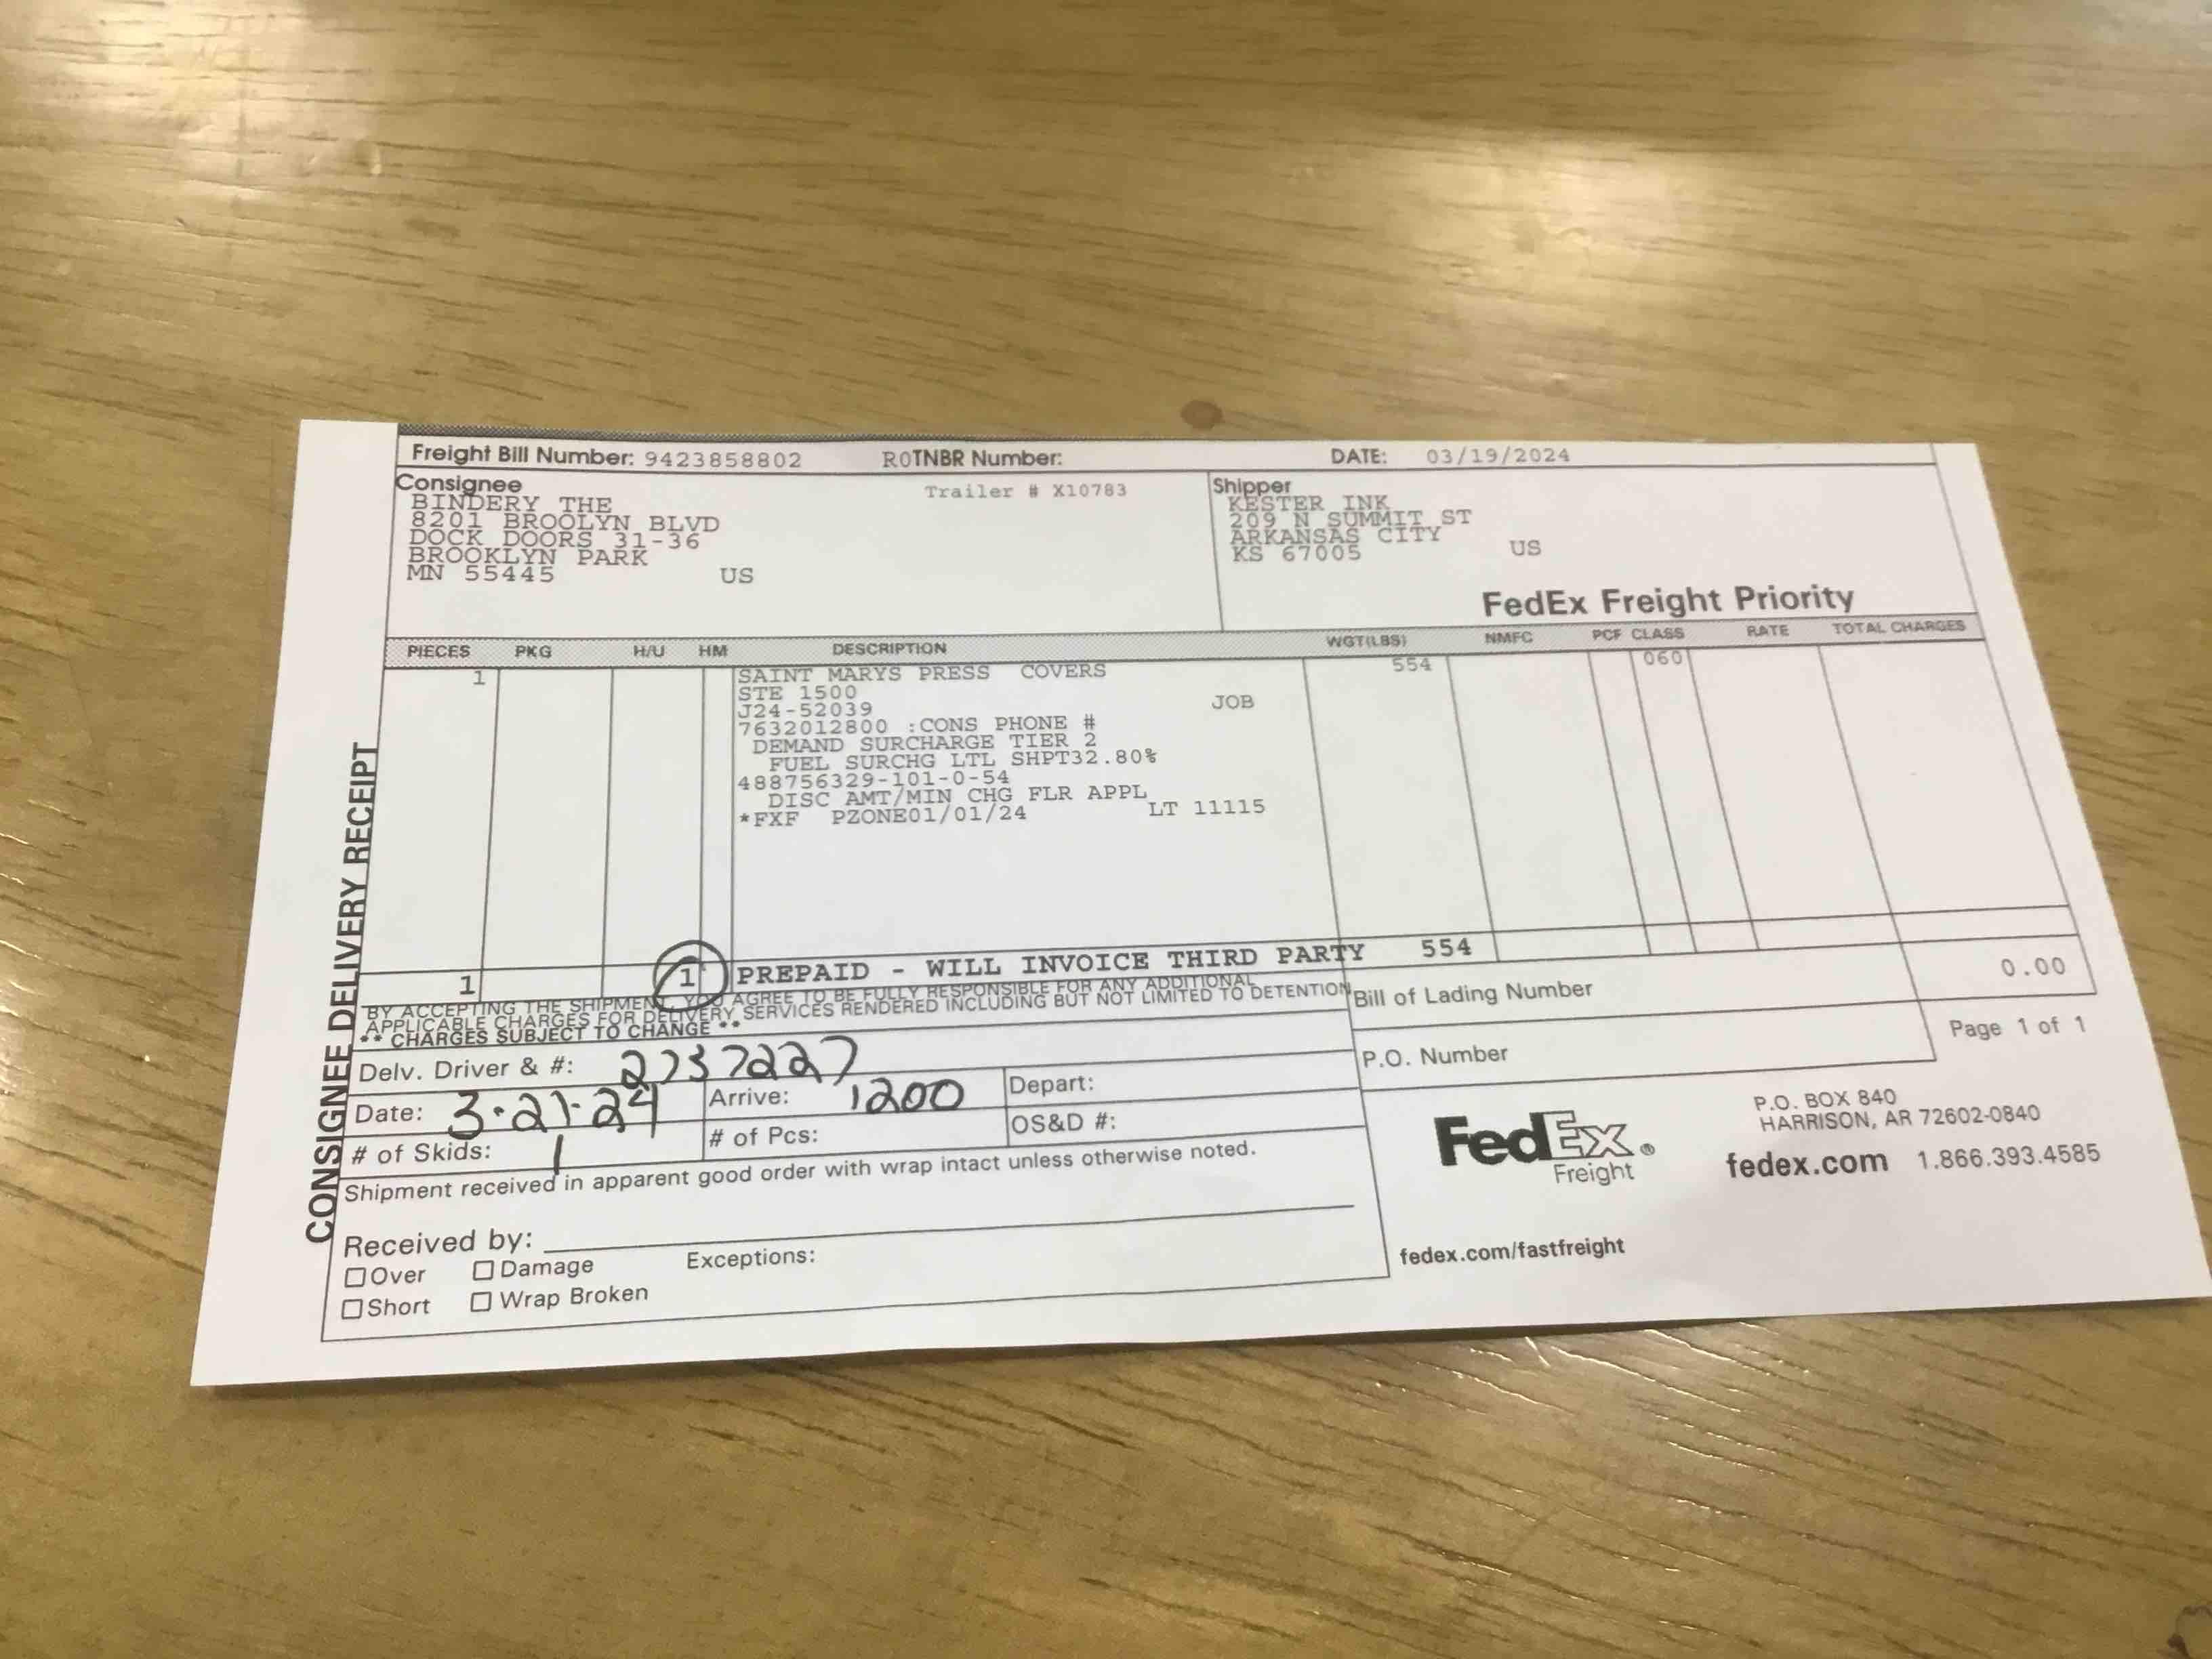 Freight Bill Number: 9423858802 R0TNBR Number: DATE: 03/19/2024
Consignee
BINDERY THE
8201 BROOLYN BLVD
DOCK DOORS 31-36
BROOKLYN PARK
MN 55445 US
Trailer # X10783
Shipper
KESTER INK
209 N SUMMIT ST
ARKANSAS CITY
KS 67005 US
FedEx Freight Priority
PIECES PKG H/U HM DESCRIPTION WGT(LBS) NMFC PCF CLASS RATE TOTAL CHARGES
1 SAINT MARYS PRESS COVERS 554 060
STE 1500
J24-52039 JOB
7632012800 :CONS PHONE #
DEMAND SURCHARGE TIER 2
FUEL SURCHG LTL SHPT32.80%
488756329-101-0-54
DISC AMT/MIN CHG FLR APPL
*FXF PZONE01/01/24 LT 11115
1 1 PREPAID - WILL INVOICE THIRD PARTY 554
0.00
BY ACCEPTING THE SHIPMENT, YOU AGREE TO BE FULLY RESPONSIBLE FOR ANY ADDITIONAL
APPLICABLE CHARGES FOR DELIVERY SERVICES RENDERED INCLUDING BUT NOT LIMITED TO DETENTION
** CHARGES SUBJECT TO CHANGE **
Bill of Lading Number
P.O. Number
Page 1 of 1
Delv. Driver & #: 2737227
Date: 3-21-24 Arrive: 1200 Depart:
# of Skids: 1 # of Pcs: OS&D #:
Shipment received in apparent good order with wrap intact unless otherwise noted.
Received by:
Over Damage Exceptions:
Short Wrap Broken
CONSIGNEE DELIVERY RECEIPT
FedEx®
Freight
P.O. BOX 840
HARRISON, AR 72602-0840
fedex.com 1.866.393.4585
fedex.com/fastfreight